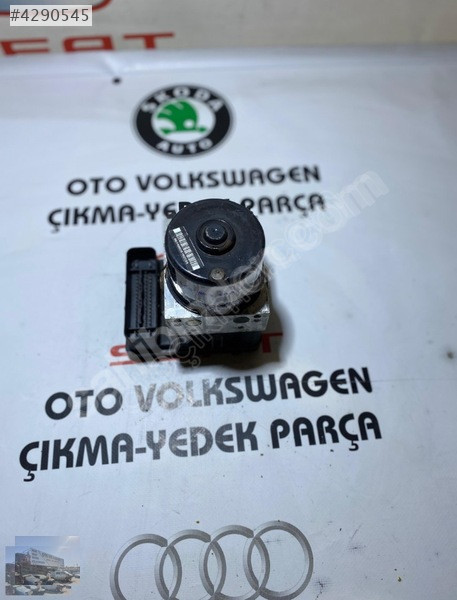 #4290545
SEAT
SKODA
AUTO
OTO VOLKSWAGEN
ÇIKMA-YEDEK PARÇA
OTO VOLKSWAGEN
ÇIKMA-YEDEK PARÇA